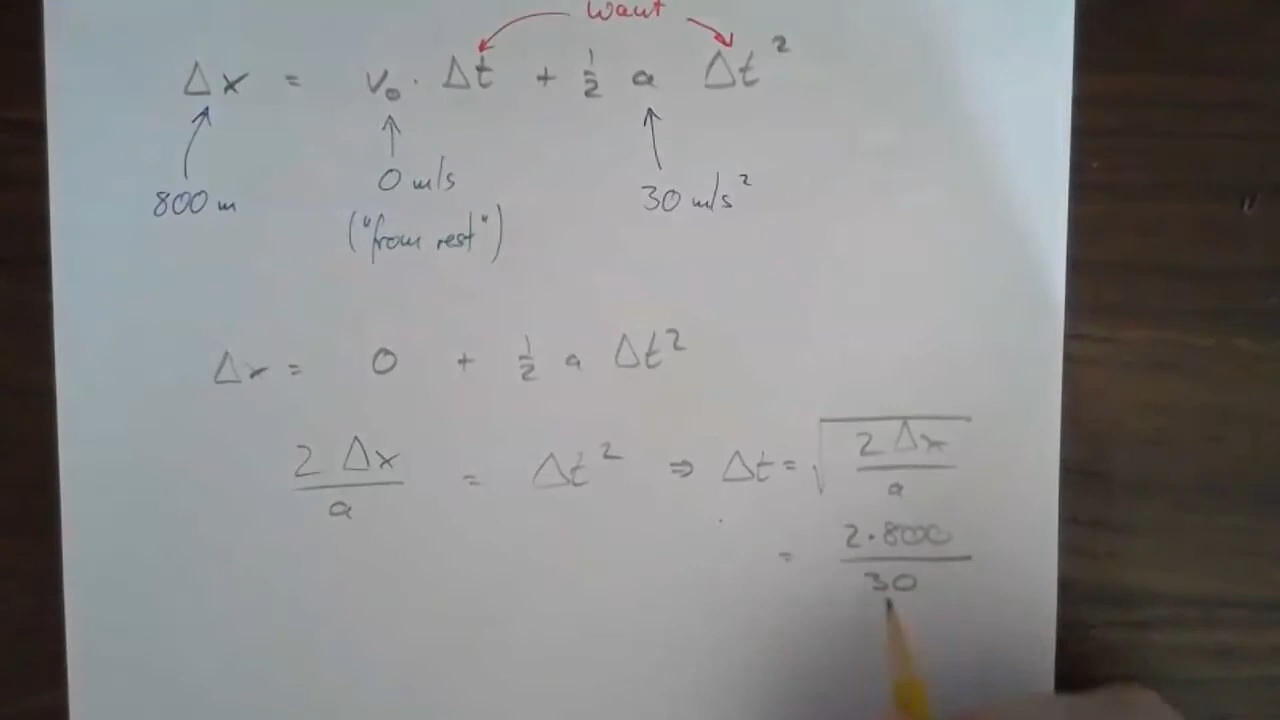 want
Δx = v₀ · Δt + ½ a Δt²
800 m 0 m/s 30 m/s²
("from rest")
Δx = 0 + ½ a Δt²
2 Δx / a = Δt² ⇒ Δt = √(2 Δx / a)
= 2·800 / 30